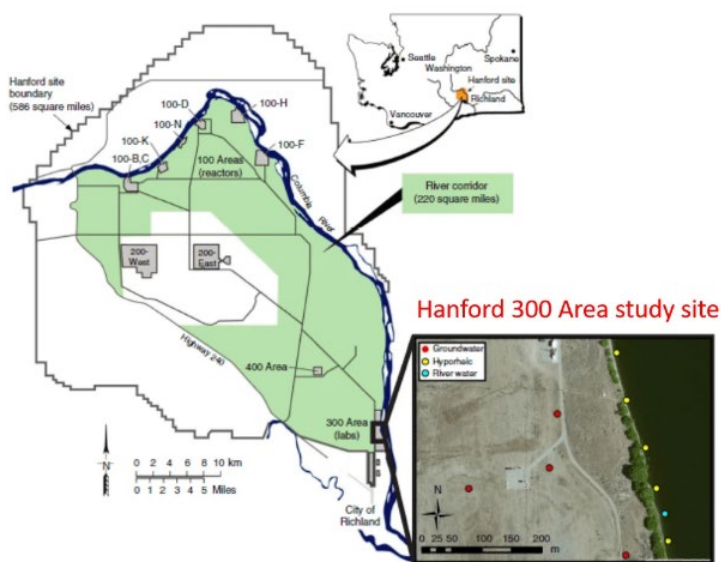 Seattle
Washington
Spokane
Hanford site
Richland
Vancouver
Hanford site
boundary
(586 square miles)
100-D
100-H
100-N
100-K
100-F
100-B,C
100 Areas
(reactors)
Columbia
River
River corridor
(220 square miles)
200-
West
200-
East
Highway 240
400 Area
300 Area
(labs)
N
0 2 4 6 8 10 km
0 1 2 3 4 5 Miles
City of
Richland
Hanford 300 Area study site
Groundwater
Hyporheic
River water
N
0 25 50 100 150 200
m